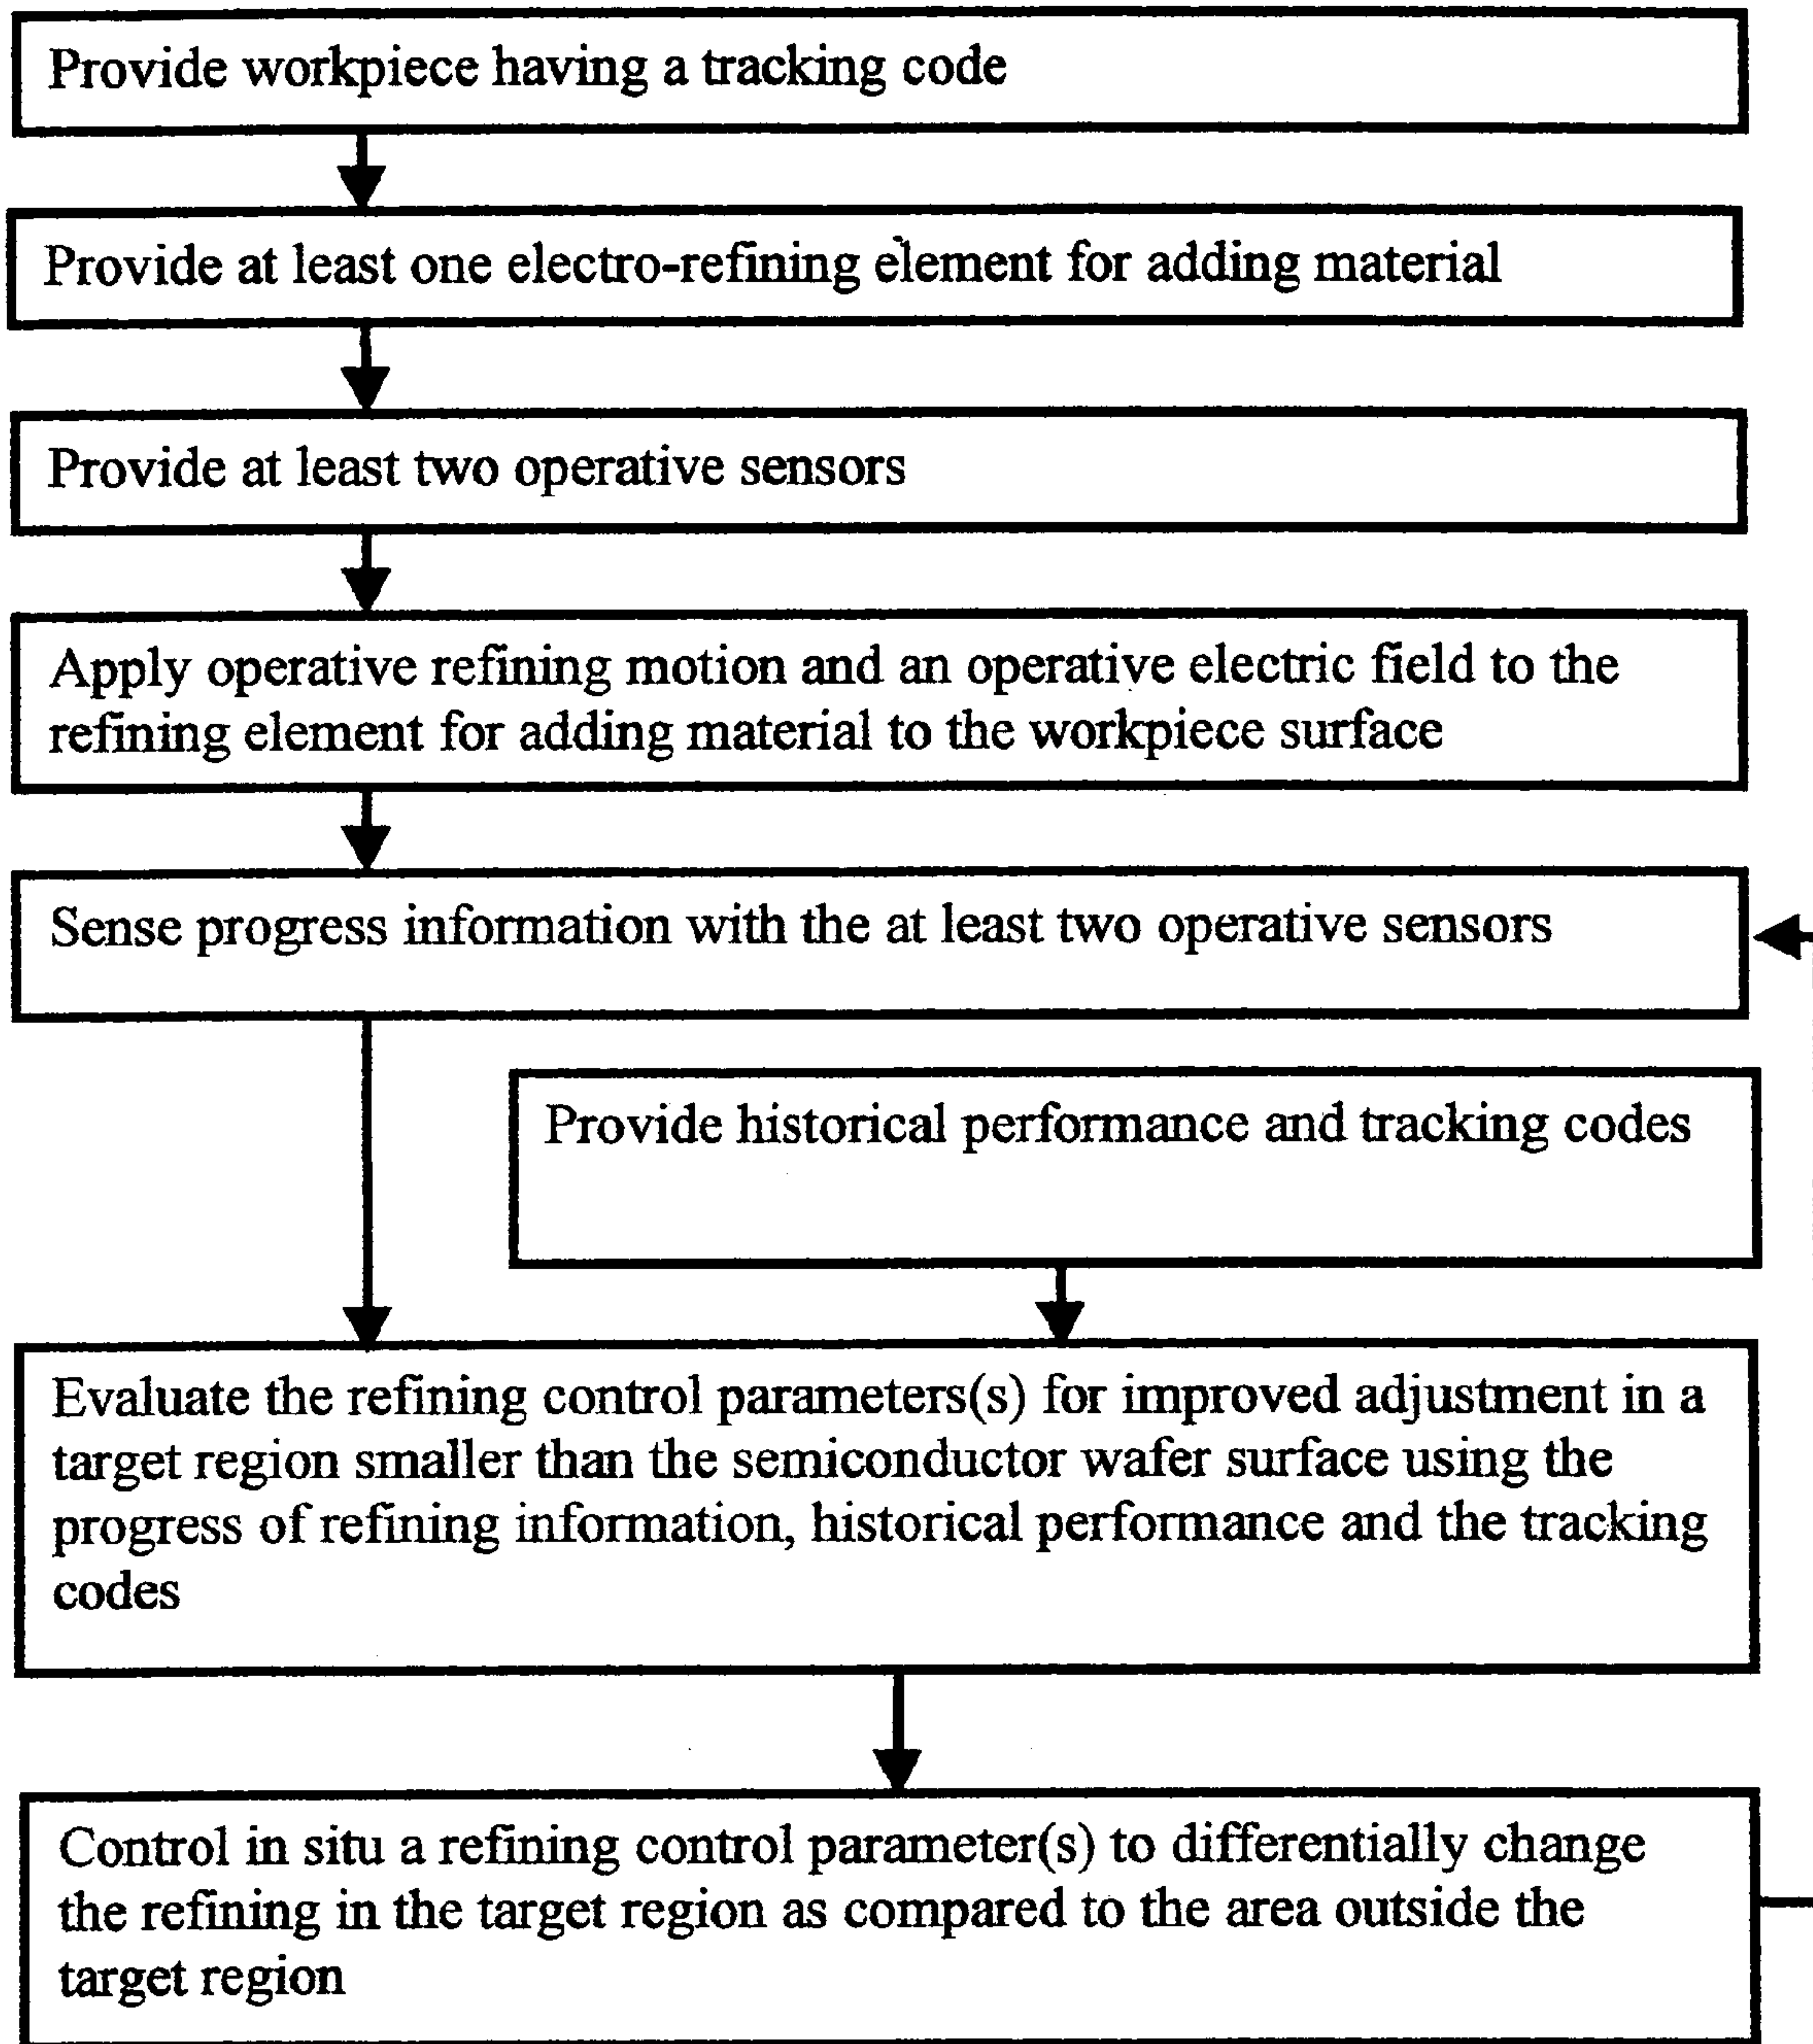 Provide workpiece having a tracking code
Provide at least one electro-refining element for adding material
Provide at least two operative sensors
Apply operative refining motion and an operative electric field to the
refining element for adding material to the workpiece surface
Sense progress information with the at least two operative sensors
Provide historical performance and tracking codes
Evaluate the refining control parameters(s) for improved adjustment in a
target region smaller than the semiconductor wafer surface using the
progress of refining information, historical performance and the tracking
codes
Control in situ a refining control parameter(s) to differentially change
the refining in the target region as compared to the area outside the
target region